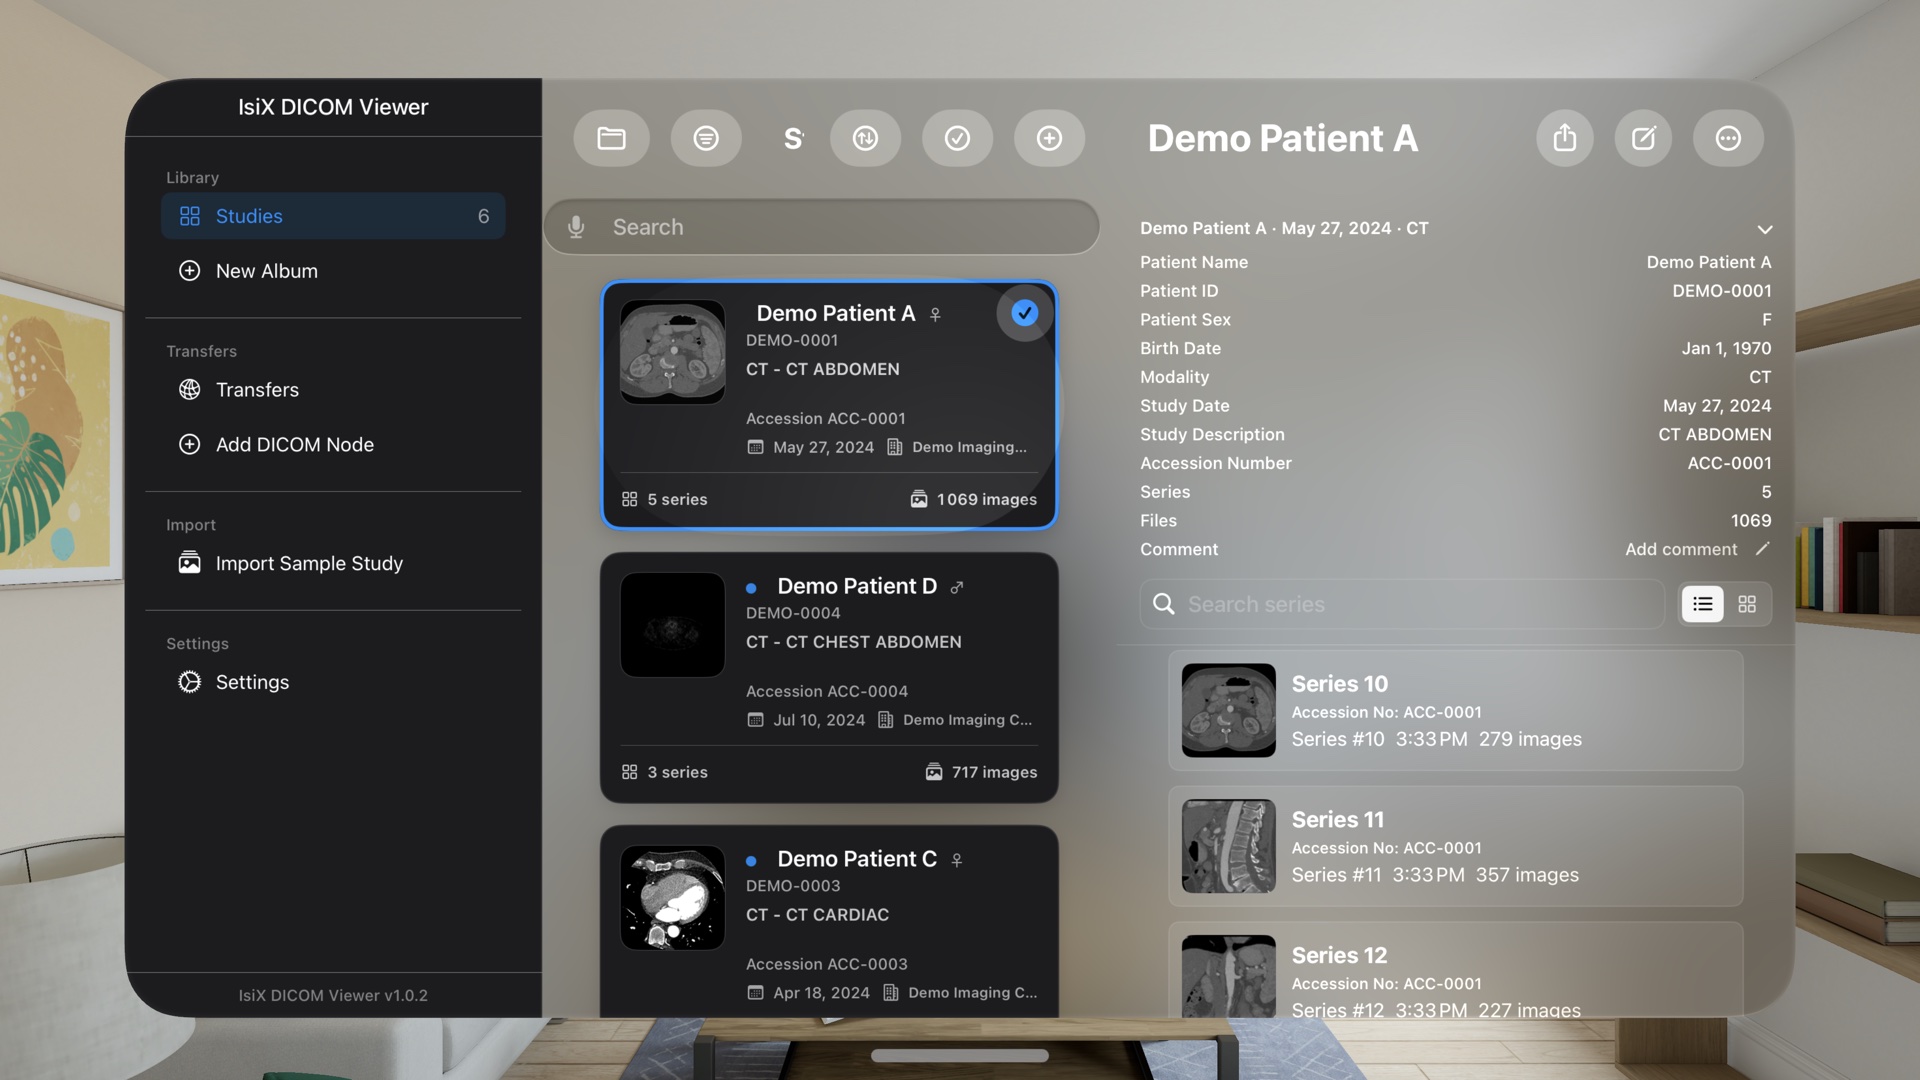 IsiX DICOM Viewer
Library
Studies 6
New Album
Transfers
Transfers
Add DICOM Node
Import
Import Sample Study
Settings
Settings
IsiX DICOM Viewer v1.0.2
S
Search
Demo Patient A ♀
DEMO-0001
CT - CT ABDOMEN
Accession ACC-0001
May 27, 2024 Demo Imaging...
5 series 1069 images
Demo Patient D ♂
DEMO-0004
CT - CT CHEST ABDOMEN
Accession ACC-0004
Jul 10, 2024 Demo Imaging C...
3 series 717 images
Demo Patient C ♀
DEMO-0003
CT - CT CARDIAC
Accession ACC-0003
Apr 18, 2024 Demo Imaging C...
Demo Patient A
Demo Patient A · May 27, 2024 · CT
Patient Name Demo Patient A
Patient ID DEMO-0001
Patient Sex F
Birth Date Jan 1, 1970
Modality CT
Study Date May 27, 2024
Study Description CT ABDOMEN
Accession Number ACC-0001
Series 5
Files 1069
Comment Add comment
Search series
Series 10
Accession No: ACC-0001
Series #10 3:33 PM 279 images
Series 11
Accession No: ACC-0001
Series #11 3:33 PM 357 images
Series 12
Accession No: ACC-0001
Series #12 3:33 PM 227 images